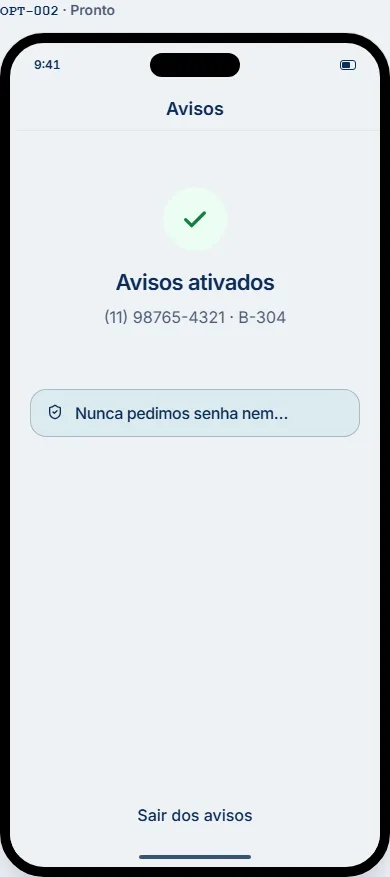 OPT-002 · Pronto
9:41
Avisos
Avisos ativados
(11) 98765-4321 · B-304
Nunca pedimos senha nem...
Sair dos avisos